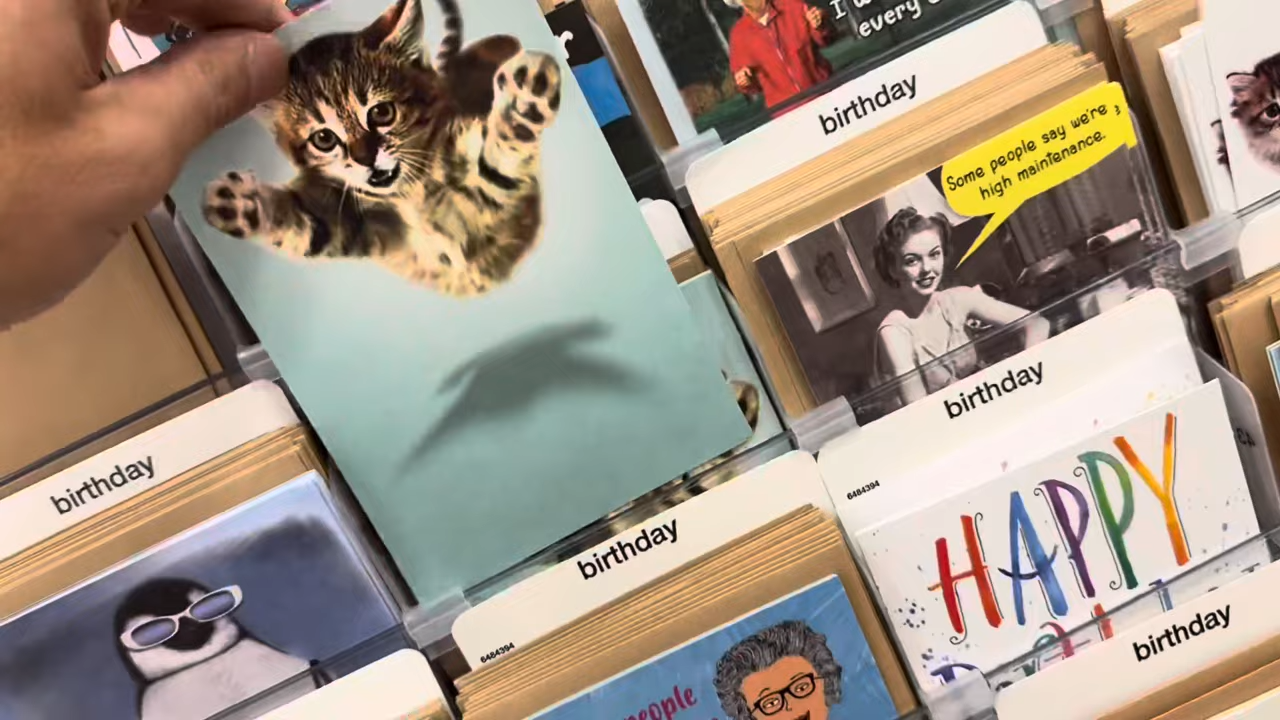 I w
every
birthday
Some people say we're
high maintenance.
birthday
birthday
6484394
HAPPY
birthday
6484394
birthday
people